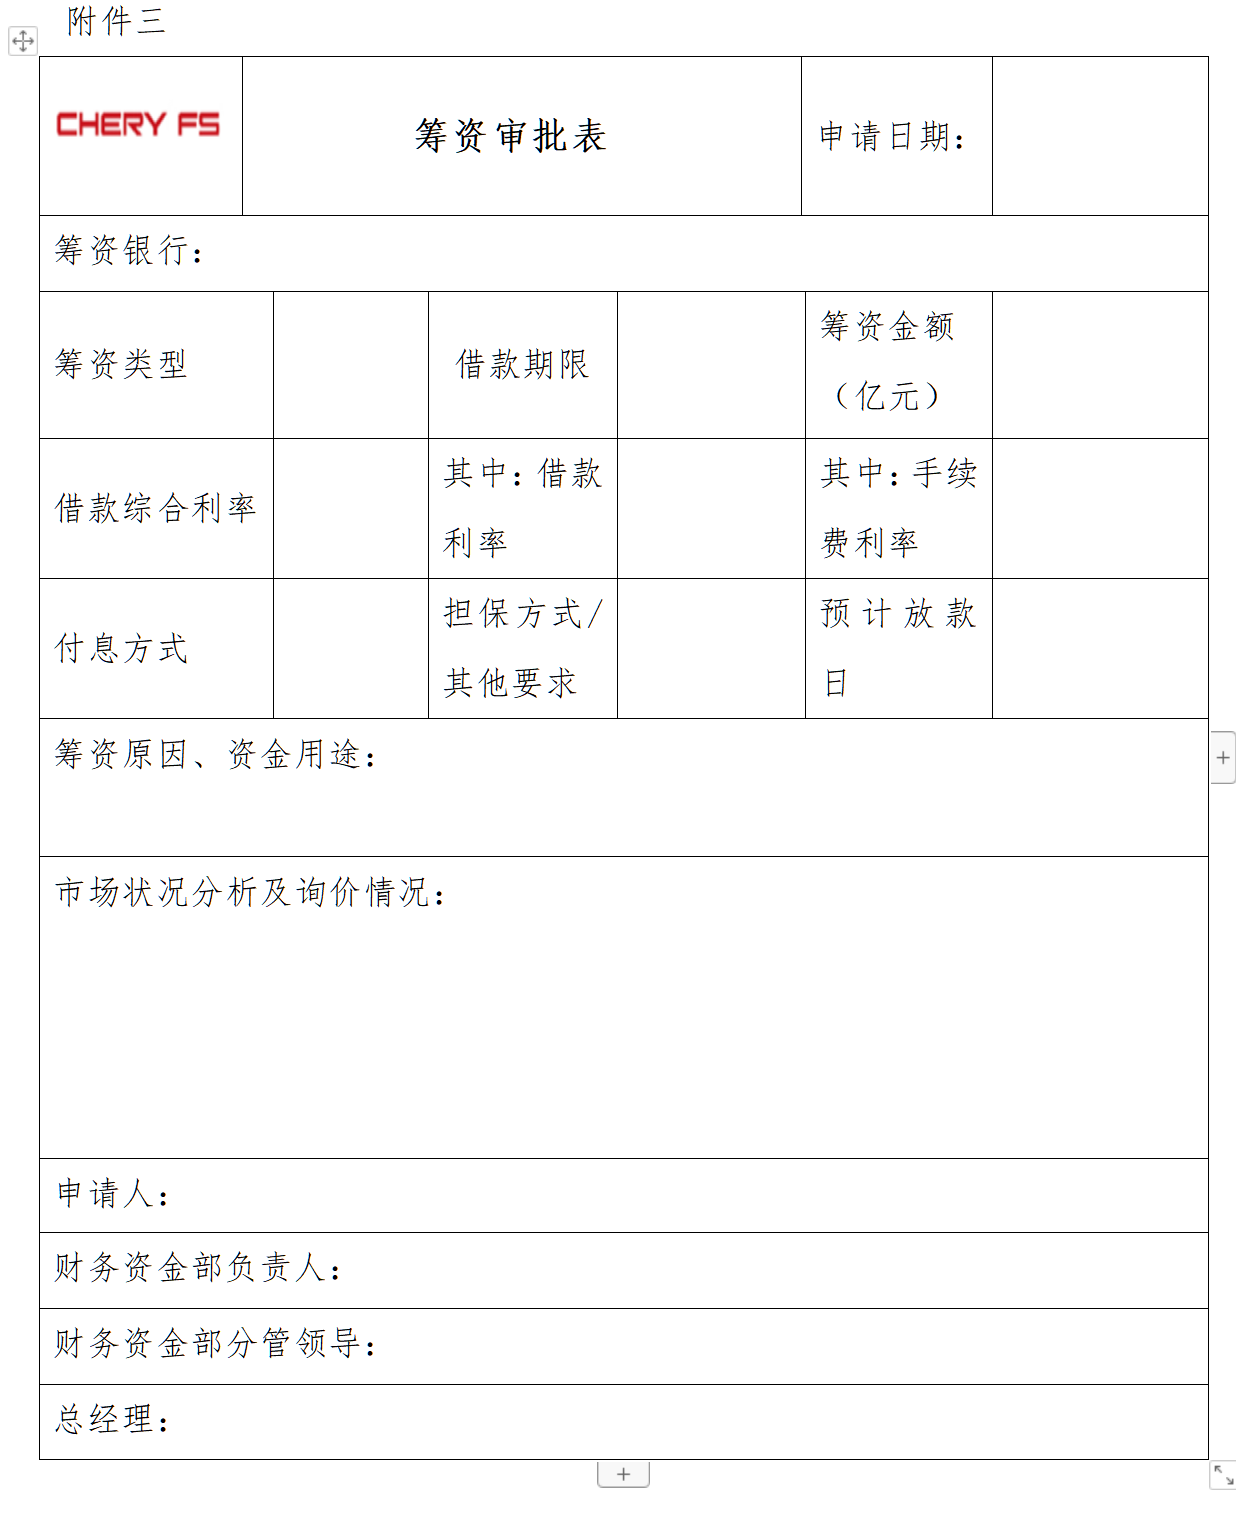 附件三
CHERY FS
筹资审批表
申请日期：
筹资银行：
筹资类型
借款期限
筹资金额
（亿元）
借款综合利率
其中：借款
利率
其中：手续
费利率
付息方式
担保方式/
其他要求
预计放款
日
筹资原因、资金用途：
市场状况分析及询价情况：
申请人：
财务资金部负责人：
财务资金部分管领导：
总经理：